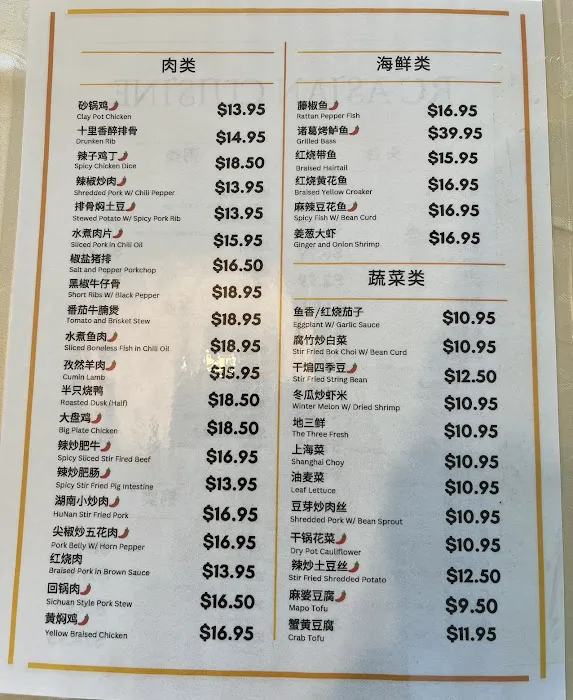 肉类
砂锅鸡 $13.95
Clay Pot Chicken
十里香醉排骨 $14.95
Drunken Rib
辣子鸡丁 $18.50
Spicy Chicken Dice
辣椒炒肉 $13.95
Shredded Pork W/ Chili Pepper
排骨焖土豆 $13.95
Stewed Potato W/ Spicy Pork Rib
水煮肉片 $15.95
Sliced Pork in Chili Oil
椒盐猪排 $16.50
Salt and Pepper Porkchop
黑椒牛仔骨 $18.95
Short Ribs W/ Black Pepper
番茄牛腩煲 $18.95
Tomato and Brisket Stew
水煮鱼肉 $18.95
Sliced Boneless Fish in Chili Oil
孜然羊肉 $15.95
Cumin Lamb
半只烧鸭 $18.50
Roasted Dusk (Half)
大盘鸡 $18.50
Big Plate Chicken
辣炒肥牛 $16.95
Spicy Sliced Stir Fired Beef
辣炒肥肠 $13.95
Spicy Stir Fried Pig Intestine
湖南小炒肉 $16.95
HuNan Stir Fried Pork
尖椒炒五花肉 $16.95
Pork Belly W/ Horn Pepper
红烧肉 $13.95
Braised Pork in Brown Sauce
回锅肉 $16.50
Sichuan Style Pork Stew
黄焖鸡 $16.95
Yellow Braised Chicken
海鲜类
藤椒鱼 $16.95
Rattan Pepper Fish
诸葛烤鲈鱼 $39.95
Grilled Bass
红烧带鱼 $15.95
Braised Hairtail
红烧黄花鱼 $16.95
Braised Yellow Croaker
麻辣豆花鱼 $16.95
Spicy Fish W/ Bean Curd
姜葱大虾 $16.95
Ginger and Onion Shrimp
蔬菜类
鱼香/红烧茄子 $10.95
Eggplant W/ Garlic Sauce
腐竹炒白菜 $10.95
Stir Fried Bok Choi W/ Bean Curd
干煸四季豆 $12.50
Stir Fried String Bean
冬瓜炒虾米 $10.95
Winter Melon W/ Dried Shrimp
地三鲜 $10.95
The Three Fresh
上海菜 $10.95
Shanghai Choy
油麦菜 $10.95
Leaf Lettuce
豆芽炒肉丝 $10.95
Shredded Pork W/ Bean Sprout
干锅花菜 $10.95
Dry Pot Cauliflower
辣炒土豆丝 $12.50
Stir Fried Shredded Potato
麻婆豆腐 $9.50
Mapo Tofu
蟹黄豆腐 $11.95
Crab Tofu